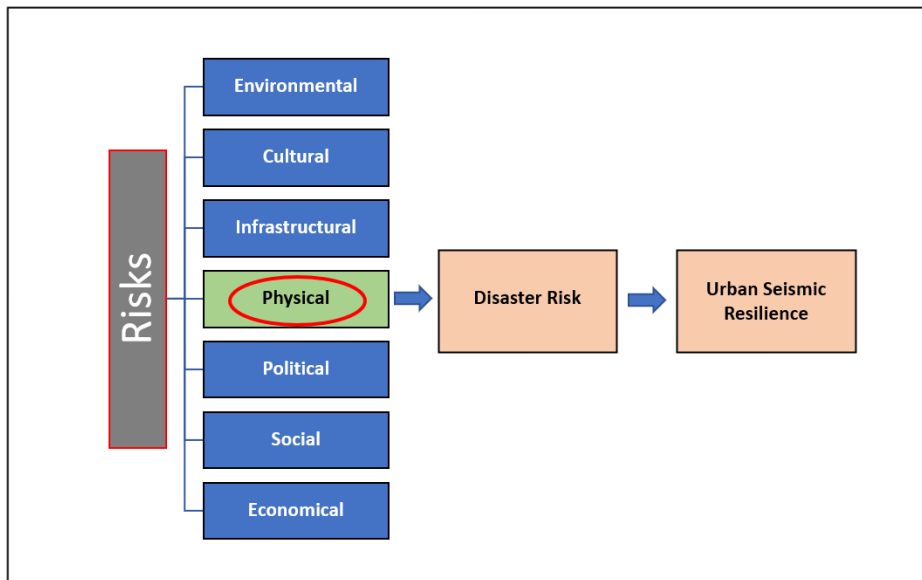 Risks
Environmental
Cultural
Infrastructural
Physical
Political
Social
Economical
Disaster Risk
Urban Seismic
Resilience